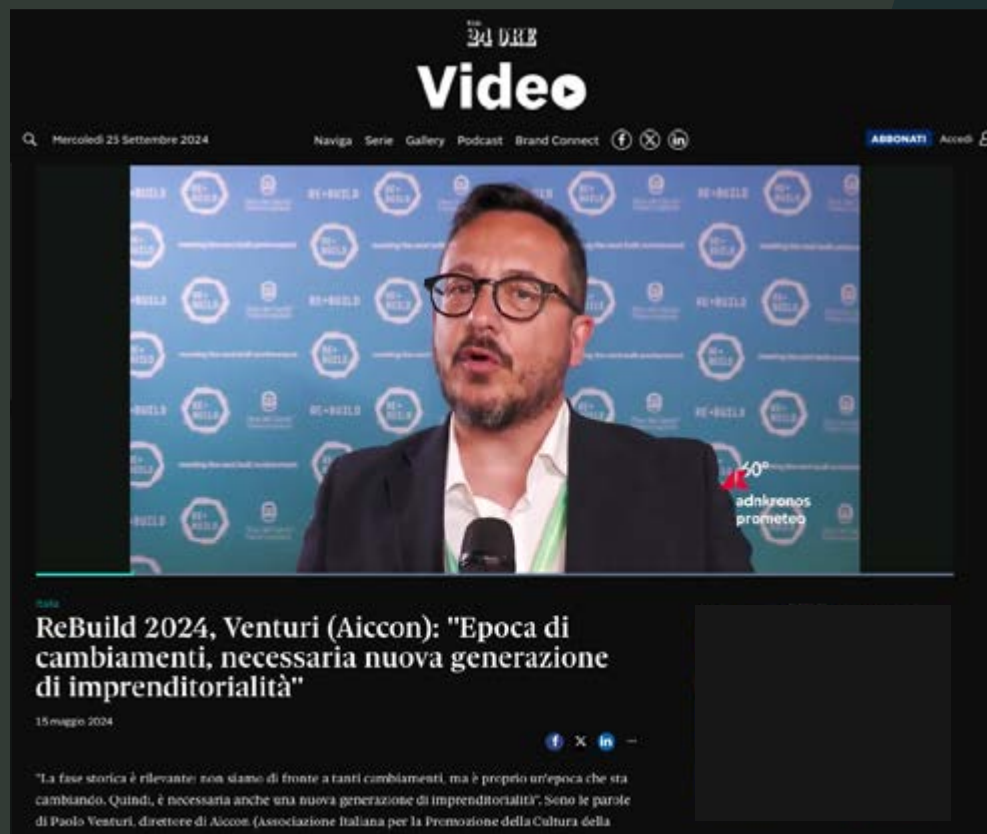 24 ORE
Video
Mercoledì 25 Settembre 2024
Naviga Serie Gallery Podcast Brand Connect
ABBONATI Accedi
RE+BUILD
60°
adnkronos
prometeo
Italia
ReBuild 2024, Venturi (Aiccon): "Epoca di
cambiamenti, necessaria nuova generazione
di imprenditorialità"
15 maggio 2024
"La fase storica è rilevante: non siamo di fronte a tanti cambiamenti, ma è proprio un'epoca che sta
cambiando. Quindi, è necessaria anche una nuova generazione di imprenditorialità". Sono le parole
di Paolo Venturi, direttore di Aiccon (Associazione Italiana per la Promozione della Cultura della